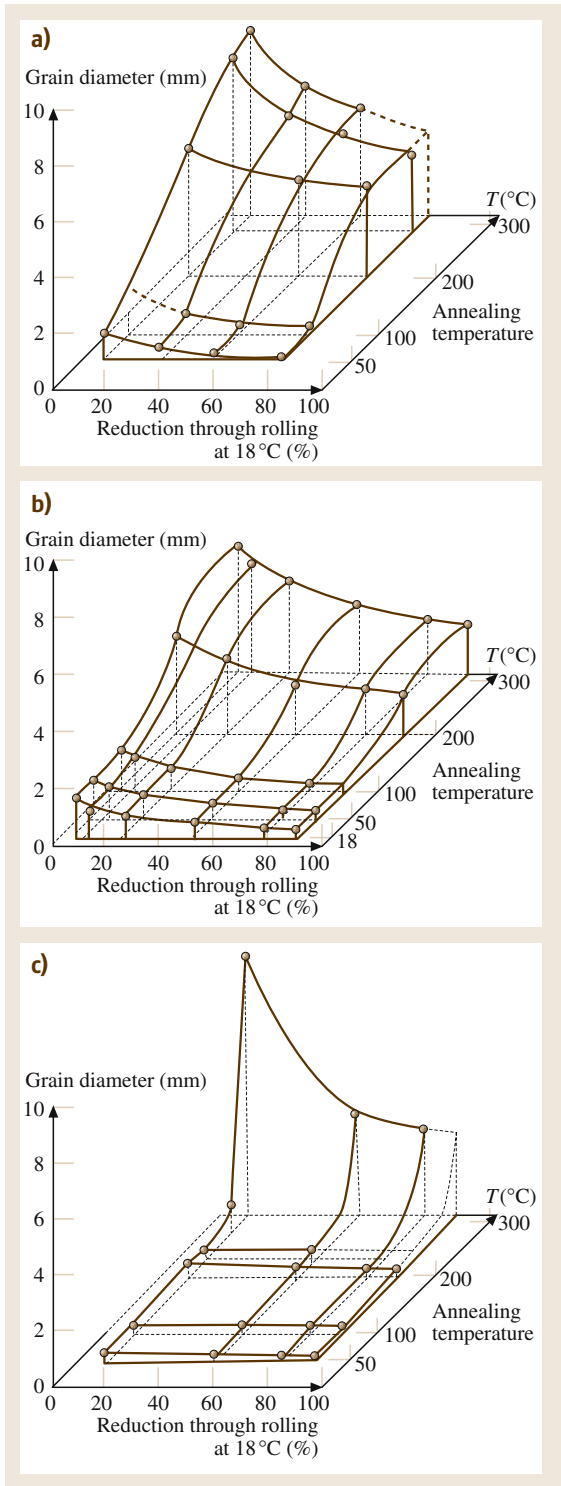 a)
Grain diameter (mm)
10
8
6
4
2
0
T (°C)
300
200
100
50
Annealing
temperature
0 20 40 60 80 100
Reduction through rolling
at 18 °C (%)
b)
Grain diameter (mm)
10
8
6
4
2
0
T (°C)
300
200
100
50
18
Annealing
temperature
0 20 40 60 80 100
Reduction through rolling
at 18 °C (%)
c)
Grain diameter (mm)
10
8
6
4
2
0
T (°C)
300
200
100
50
Annealing
temperature
0 20 40 60 80 100
Reduction through rolling
at 18 °C (%)